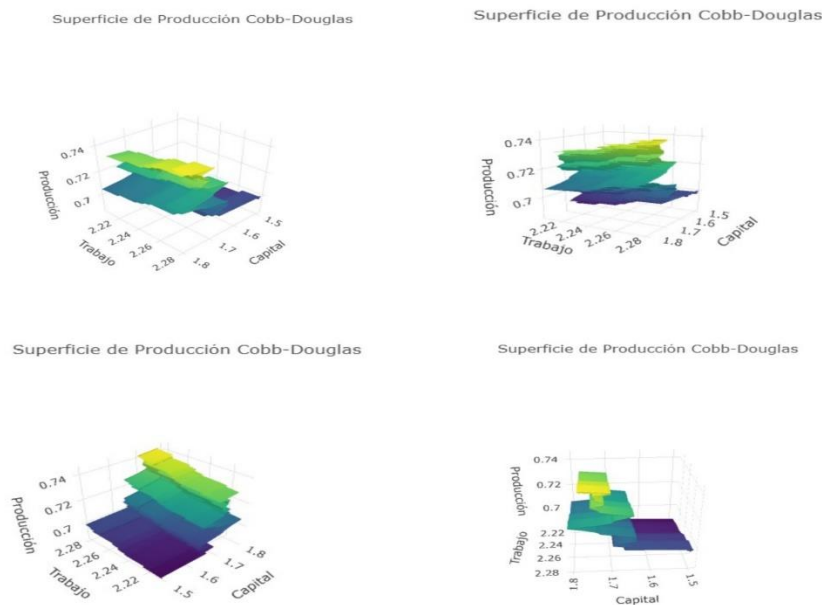 Superficie de Producción Cobb-Douglas
0.74
0.72
0.7
Producción
2.22
2.24
2.26
2.28
Trabajo
1.8
1.7
1.6
1.5
Capital
Superficie de Producción Cobb-Douglas
0.74
0.72
0.7
Producción
2.22
2.24
2.26
2.28
Trabajo
1.8
1.7
1.6
1.5
Capital
Superficie de Producción Cobb-Douglas
0.74
0.72
0.7
Producción
2.28
2.26
2.24
2.22
Trabajo
1.5
1.6
1.7
1.8
Capital
Superficie de Producción Cobb-Douglas
0.74
0.72
0.7
Producción
2.22
2.24
2.26
2.28
Trabajo
1.8
1.7
1.6
1.5
Capital